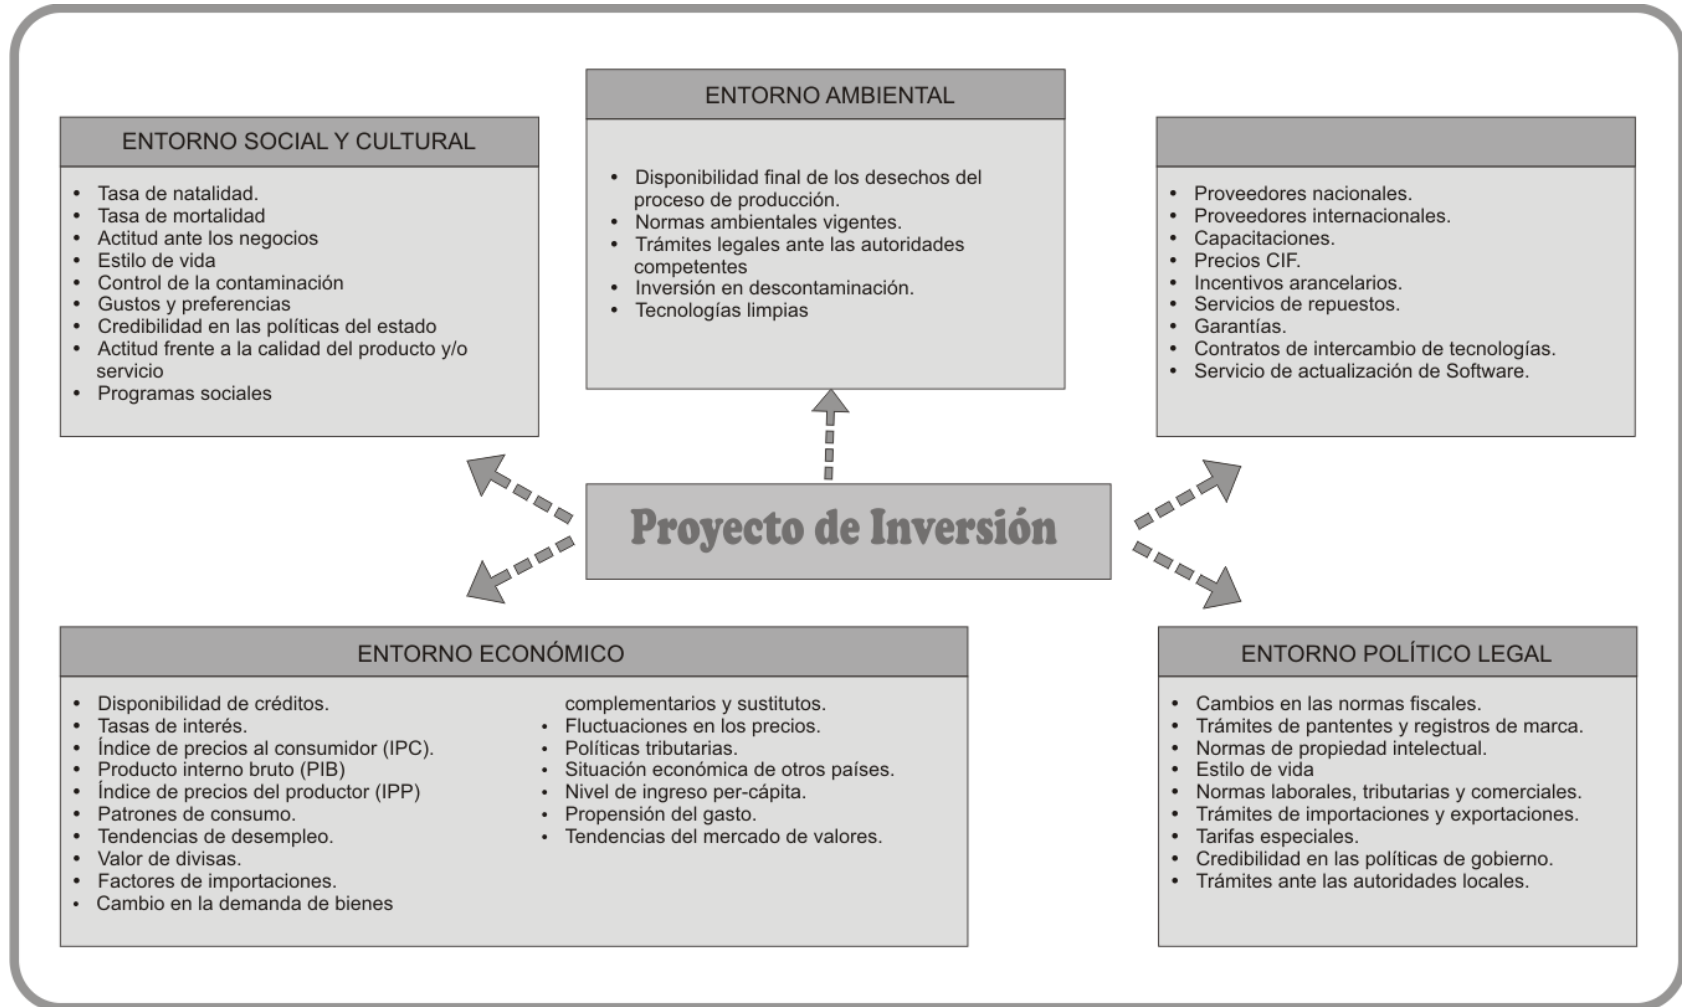 ENTORNO SOCIAL Y CULTURAL
• Tasa de natalidad.
• Tasa de mortalidad
• Actitud ante los negocios
• Estilo de vida
• Control de la contaminación
• Gustos y preferencias
• Credibilidad en las políticas del estado
• Actitud frente a la calidad del producto y/o
servicio
• Programas sociales
ENTORNO AMBIENTAL
• Disponibilidad final de los desechos del
proceso de producción.
• Normas ambientales vigentes.
• Trámites legales ante las autoridades
competentes
• Inversión en descontaminación.
• Tecnologías limpias
• Proveedores nacionales.
• Proveedores internacionales.
• Capacitaciones.
• Precios CIF.
• Incentivos arancelarios.
• Servicios de repuestos.
• Garantías.
• Contratos de intercambio de tecnologías.
• Servicio de actualización de Software.
Proyecto de Inversión
ENTORNO ECONÓMICO
• Disponibilidad de créditos.
• Tasas de interés.
• Índice de precios al consumidor (IPC).
• Producto interno bruto (PIB)
• Índice de precios del productor (IPP)
• Patrones de consumo.
• Tendencias de desempleo.
• Valor de divisas.
• Factores de importaciones.
• Cambio en la demanda de bienes
complementarios y sustitutos.
• Fluctuaciones en los precios.
• Políticas tributarias.
• Situación económica de otros países.
• Nivel de ingreso per-cápita.
• Propensión del gasto.
• Tendencias del mercado de valores.
ENTORNO POLÍTICO LEGAL
• Cambios en las normas fiscales.
• Trámites de pantentes y registros de marca.
• Normas de propiedad intelectual.
• Estilo de vida
• Normas laborales, tributarias y comerciales.
• Trámites de importaciones y exportaciones.
• Tarifas especiales.
• Credibilidad en las políticas de gobierno.
• Trámites ante las autoridades locales.